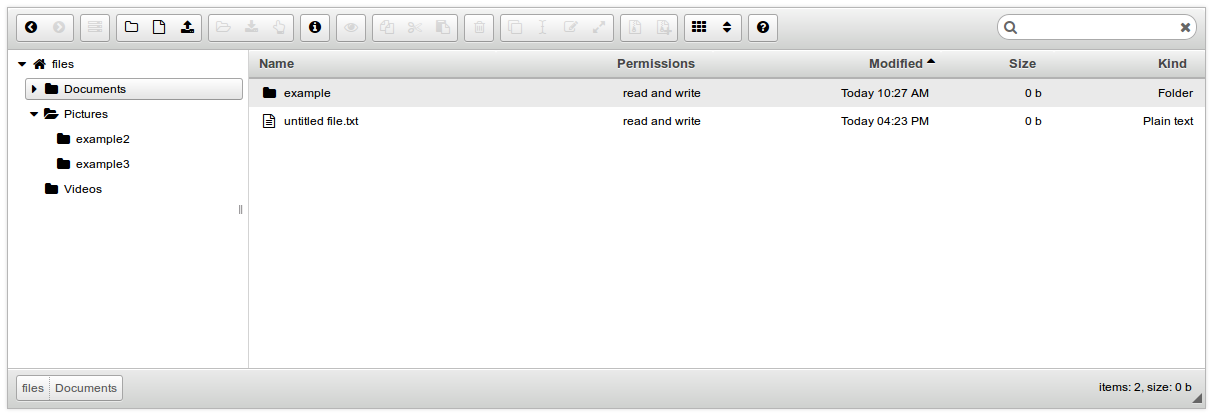 files
Documents
Pictures
example2
example3
Videos
Name Permissions Modified Size Kind
example read and write Today 10:27 AM 0 b Folder
untitled file.txt read and write Today 04:23 PM 0 b Plain text
files Documents
items: 2, size: 0 b